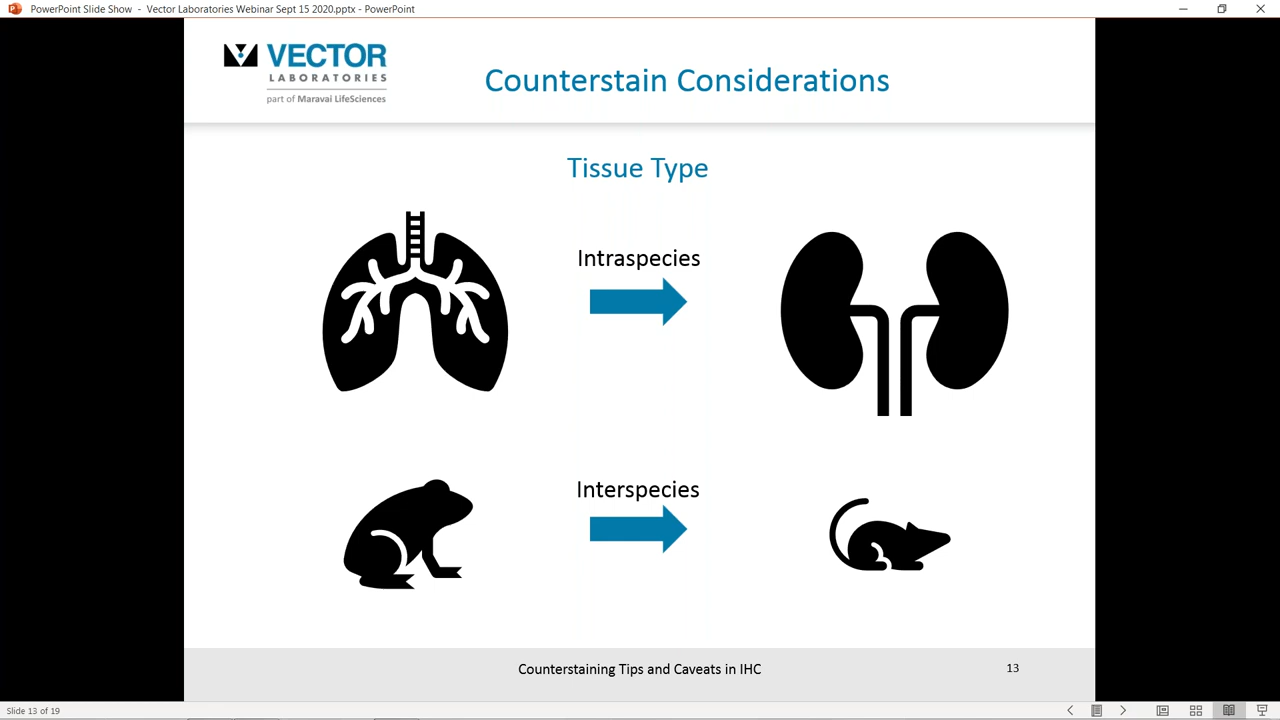 PowerPoint Slide Show - Vector Laboratories Webinar Sept 15 2020.pptx - PowerPoint
VECTOR
LABORATORIES
part of Maravai LifeSciences
Counterstain Considerations
Tissue Type
Intraspecies
Interspecies
Counterstaining Tips and Caveats in IHC
13
Slide 13 of 19